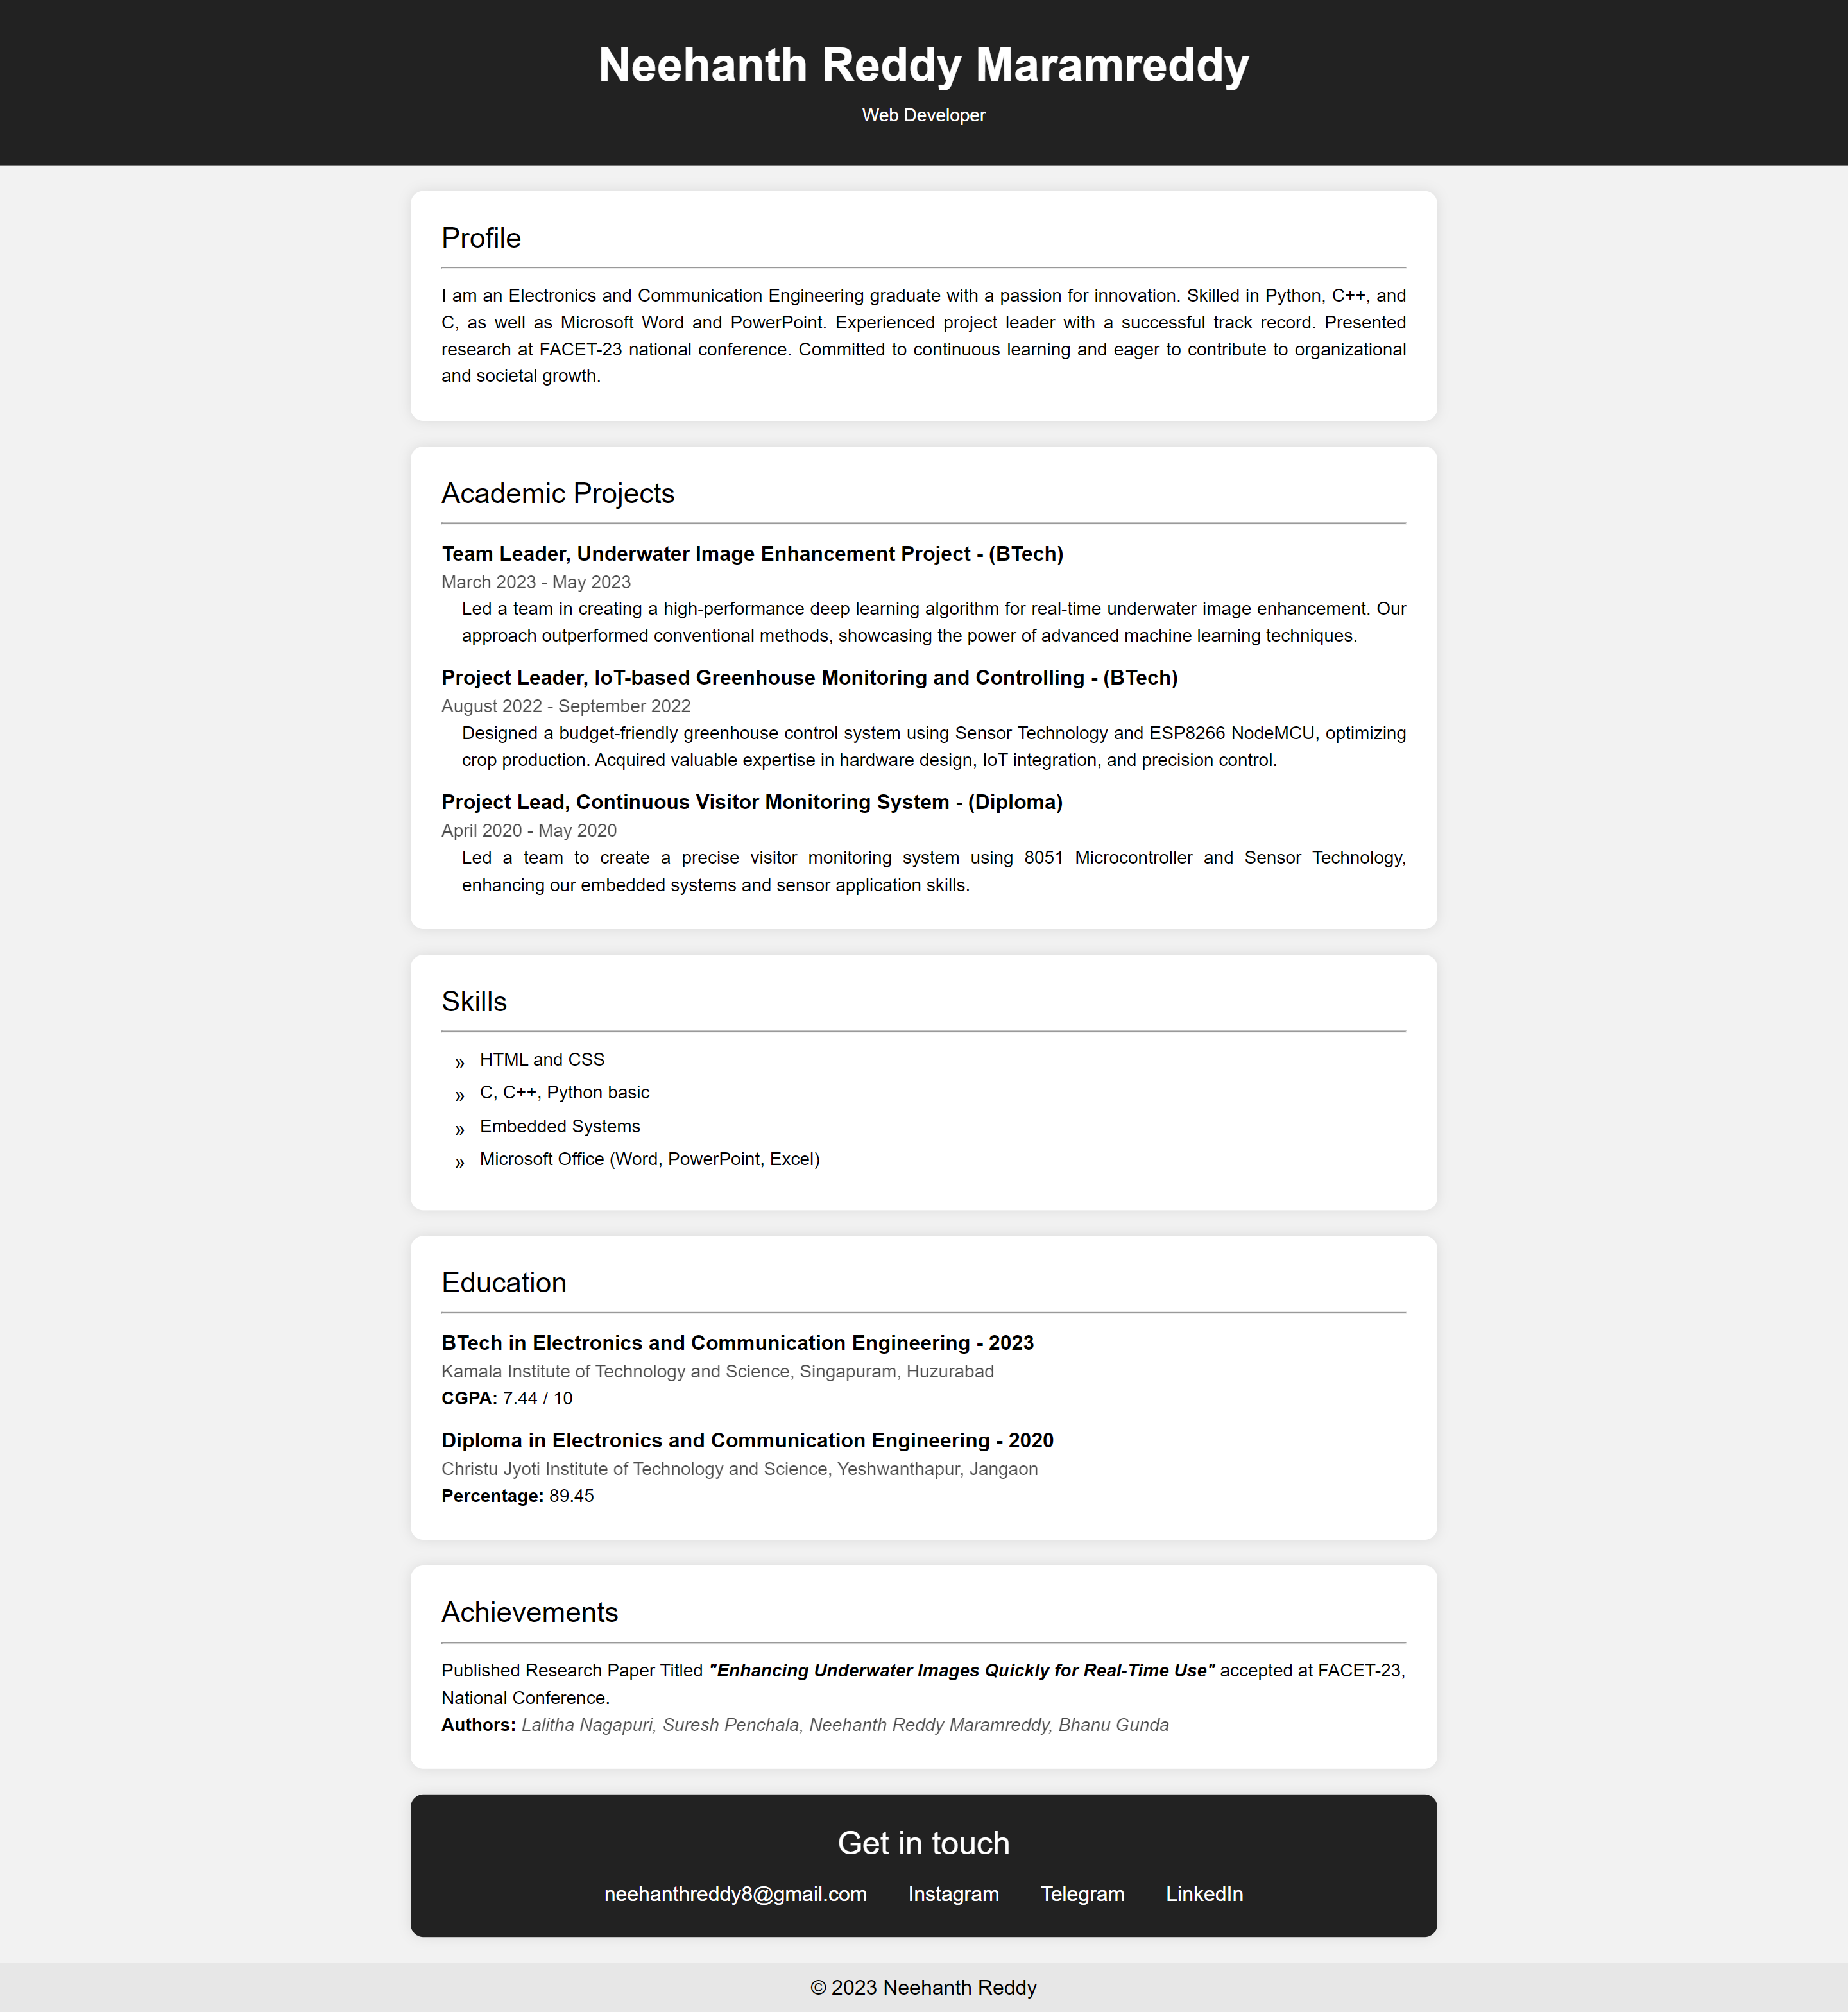 Neehanth Reddy Maramreddy
Web Developer
Profile
I am an Electronics and Communication Engineering graduate with a passion for innovation. Skilled in Python, C++, and
C, as well as Microsoft Word and PowerPoint. Experienced project leader with a successful track record. Presented
research at FACET-23 national conference. Committed to continuous learning and eager to contribute to organizational
and societal growth.
Academic Projects
Team Leader, Underwater Image Enhancement Project - (BTech)
March 2023 - May 2023
Led a team in creating a high-performance deep learning algorithm for real-time underwater image enhancement. Our
approach outperformed conventional methods, showcasing the power of advanced machine learning techniques.
Project Leader, IoT-based Greenhouse Monitoring and Controlling - (BTech)
August 2022 - September 2022
Designed a budget-friendly greenhouse control system using Sensor Technology and ESP8266 NodeMCU, optimizing
crop production. Acquired valuable expertise in hardware design, IoT integration, and precision control.
Project Lead, Continuous Visitor Monitoring System - (Diploma)
April 2020 - May 2020
Led a team to create a precise visitor monitoring system using 8051 Microcontroller and Sensor Technology,
enhancing our embedded systems and sensor application skills.
Skills
» HTML and CSS
» C, C++, Python basic
» Embedded Systems
» Microsoft Office (Word, PowerPoint, Excel)
Education
BTech in Electronics and Communication Engineering - 2023
Kamala Institute of Technology and Science, Singapuram, Huzurabad
CGPA: 7.44 / 10
Diploma in Electronics and Communication Engineering - 2020
Christu Jyoti Institute of Technology and Science, Yeshwanthapur, Jangaon
Percentage: 89.45
Achievements
Published Research Paper Titled "Enhancing Underwater Images Quickly for Real-Time Use" accepted at FACET-23,
National Conference.
Authors: Lalitha Nagapuri, Suresh Penchala, Neehanth Reddy Maramreddy, Bhanu Gunda
Get in touch
neehanthreddy8@gmail.com Instagram Telegram LinkedIn
© 2023 Neehanth Reddy